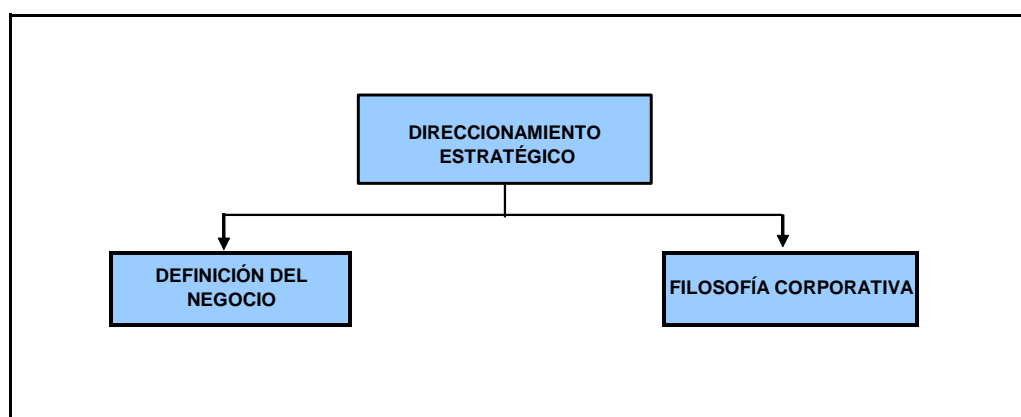 DIRECCIONAMIENTO
ESTRATÉGICO
DEFINICIÓN DEL
NEGOCIO
FILOSOFÍA CORPORATIVA